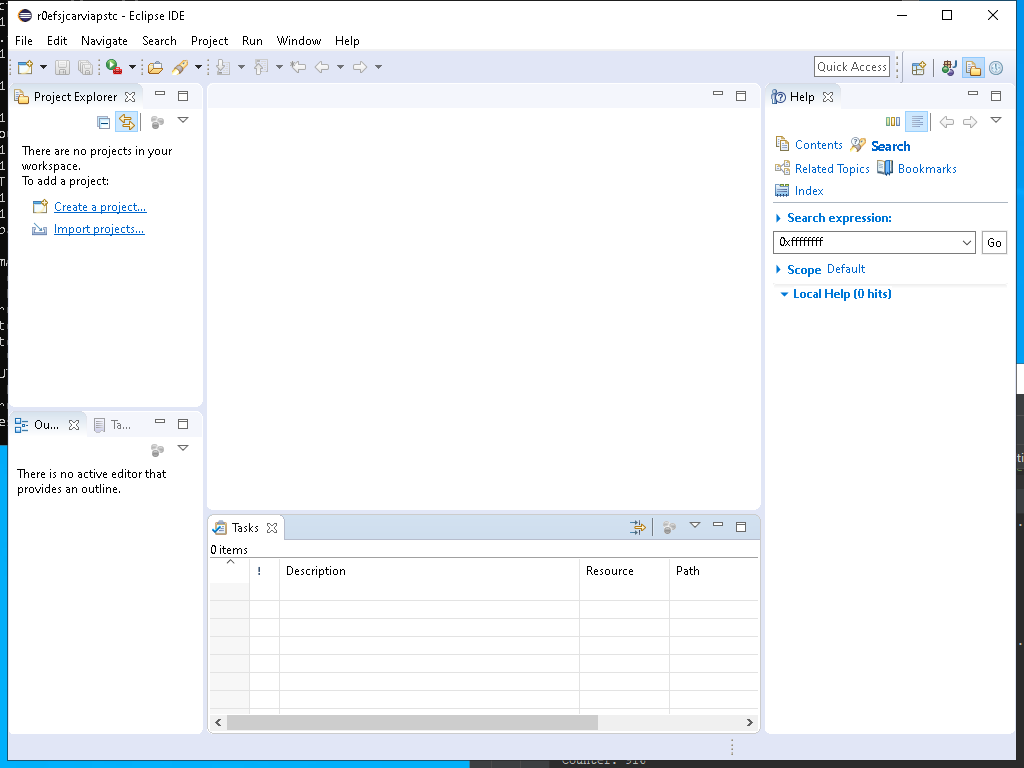 r0efsjcarviapstc - Eclipse IDE
File Edit Navigate Search Project Run Window Help
Quick Access
Project Explorer
There are no projects in your
workspace.
To add a project:
Create a project...
Import projects...
Ou... Ta...
There is no active editor that
provides an outline.
Tasks
0 items
! Description Resource Path
Help
Contents Search
Related Topics Bookmarks
Index
Search expression:
0xffffffff Go
Scope Default
Local Help (0 hits)